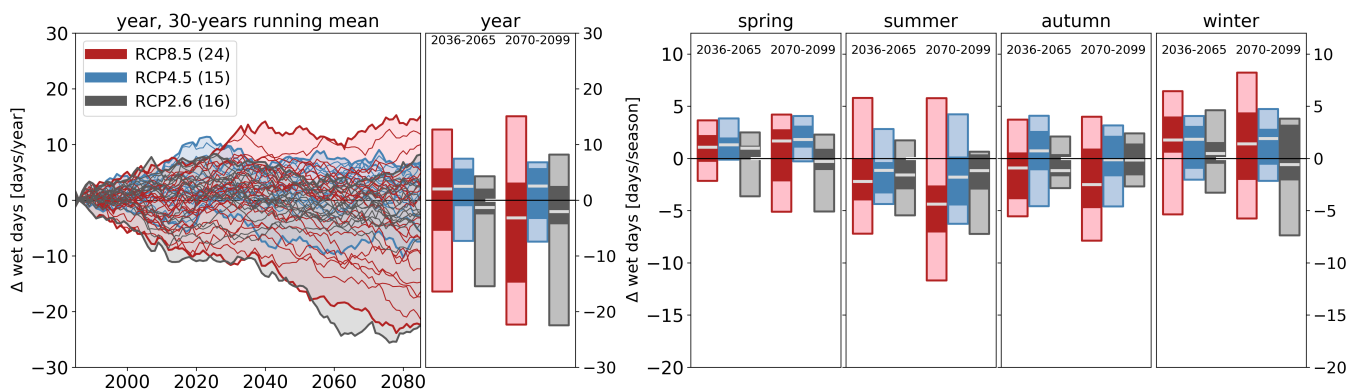 year, 30-years running mean
year
spring
summer
autumn
winter
RCP8.5 (24)
RCP4.5 (15)
RCP2.6 (16)
2036-2065 2070-2099
2036-2065 2070-2099
2036-2065 2070-2099
2036-2065 2070-2099
2036-2065 2070-2099
Δ wet days [days/year]
30
20
10
0
−10
−20
−30
2000 2020 2040 2060 2080
30
20
10
0
−10
−20
−30
Δ wet days [days/season]
10
5
0
−5
−10
−15
−20
10
5
0
−5
−10
−15
−20